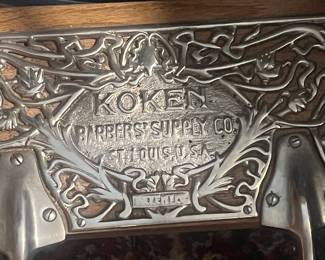 KOKEN
BARBERS' SUPPLY CO.
ST. LOUIS, U.S.A.